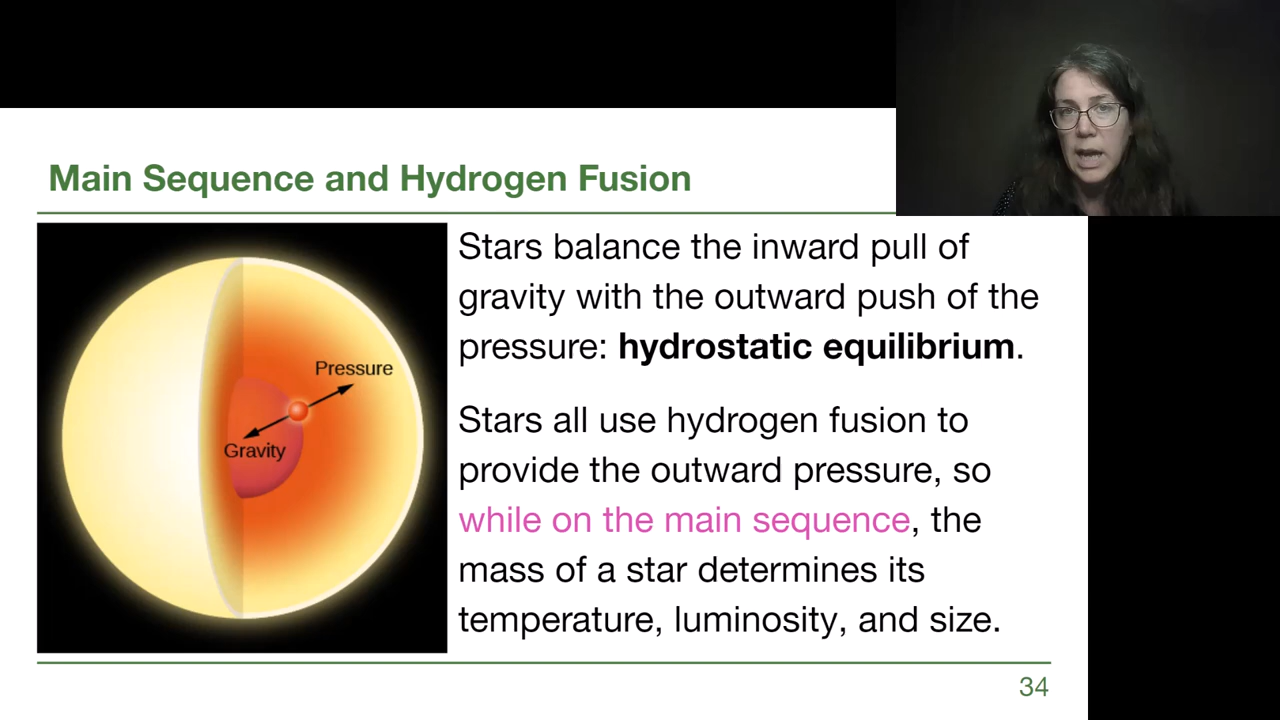 Main Sequence and Hydrogen Fusion
Pressure
Gravity
Stars balance the inward pull of
gravity with the outward push of the
pressure: hydrostatic equilibrium.
Stars all use hydrogen fusion to
provide the outward pressure, so
while on the main sequence, the
mass of a star determines its
temperature, luminosity, and size.
34